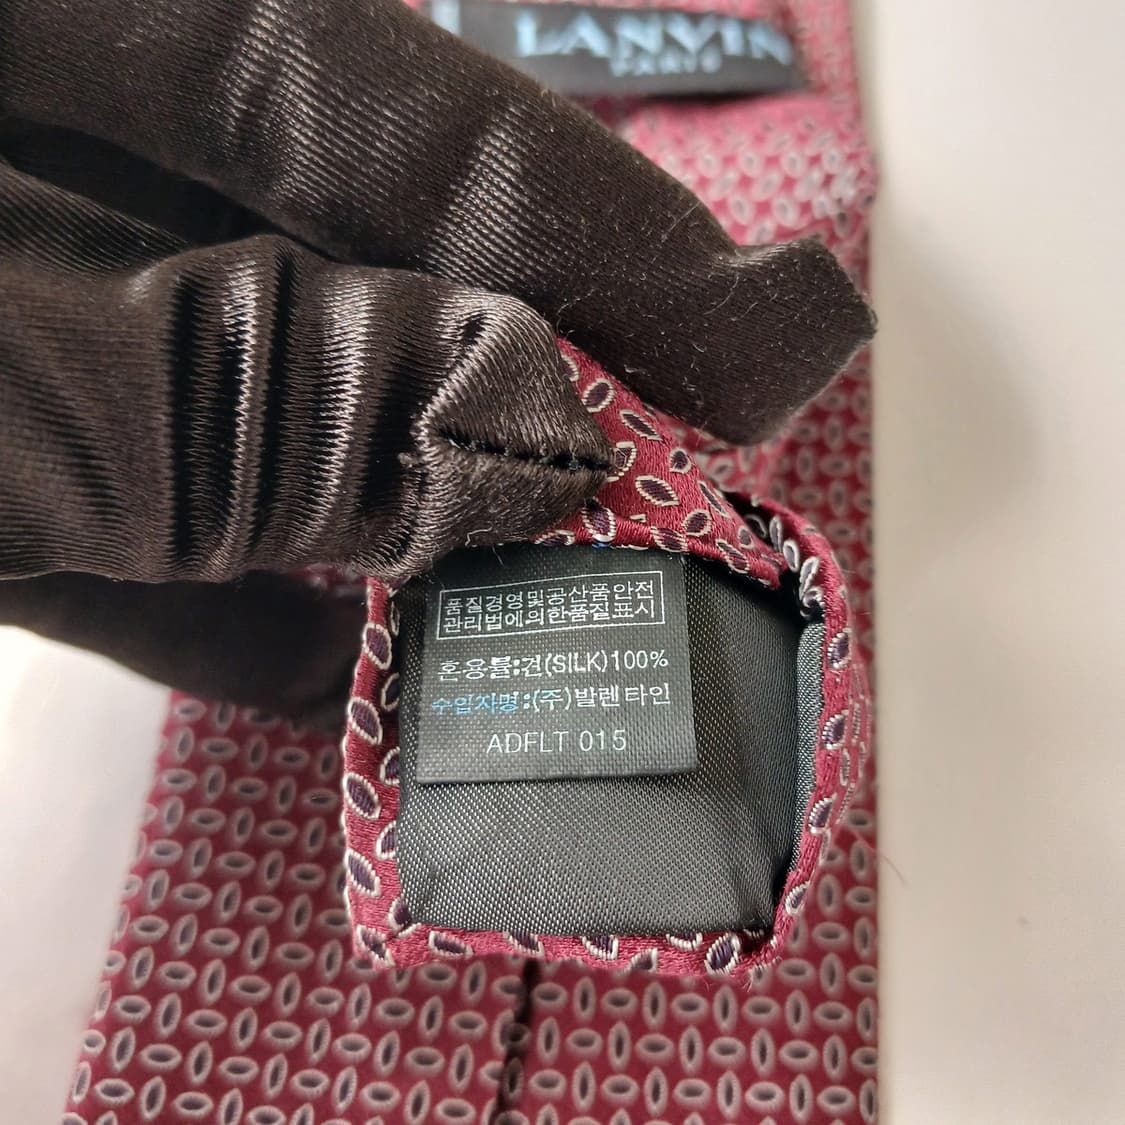 LANVIN
PARIS
품질경영및공산품안전
관리법에의한품질표시
혼용률:견(SILK)100%
수입자명:(주)발렌타인
ADFLT 015